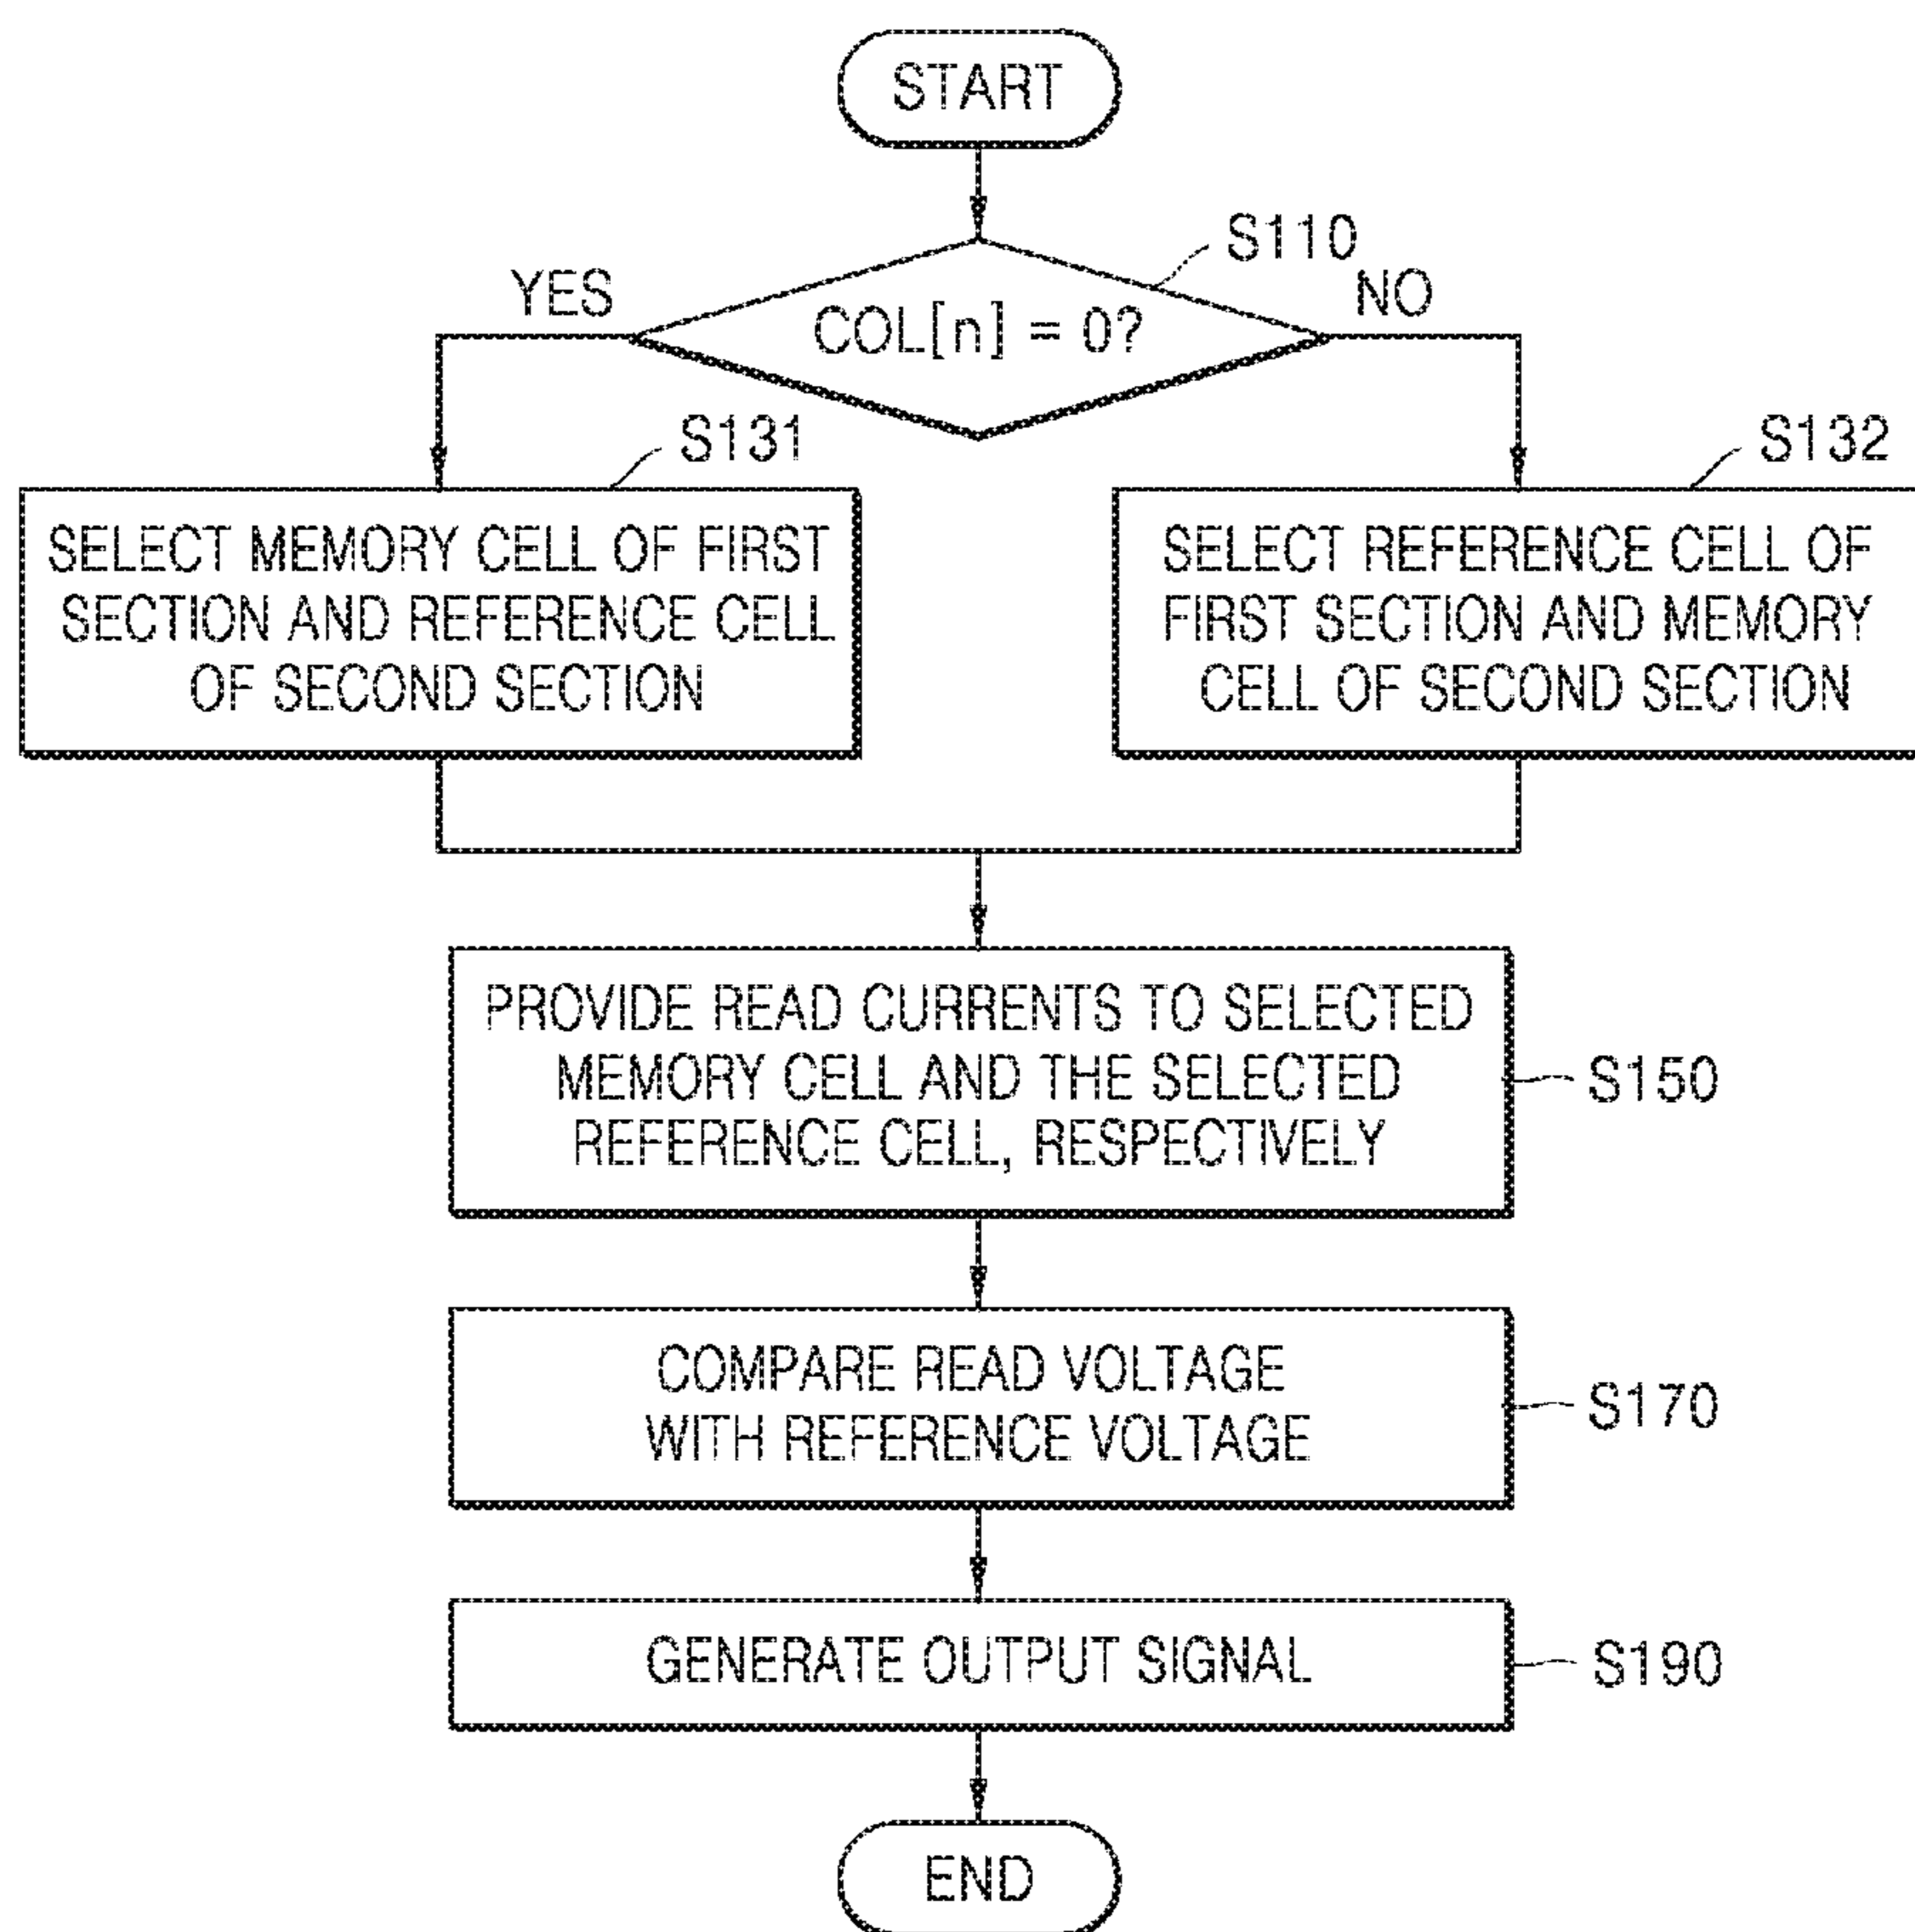 START
S110
YES
NO
COL[n] = 0?
S131
S132
SELECT MEMORY CELL OF FIRST
SECTION AND REFERENCE CELL
OF SECOND SECTION
SELECT REFERENCE CELL OF
FIRST SECTION AND MEMORY
CELL OF SECOND SECTION
PROVIDE READ CURRENTS TO SELECTED
MEMORY CELL AND THE SELECTED
REFERENCE CELL, RESPECTIVELY
S150
COMPARE READ VOLTAGE
WITH REFERENCE VOLTAGE
S170
GENERATE OUTPUT SIGNAL
S190
END